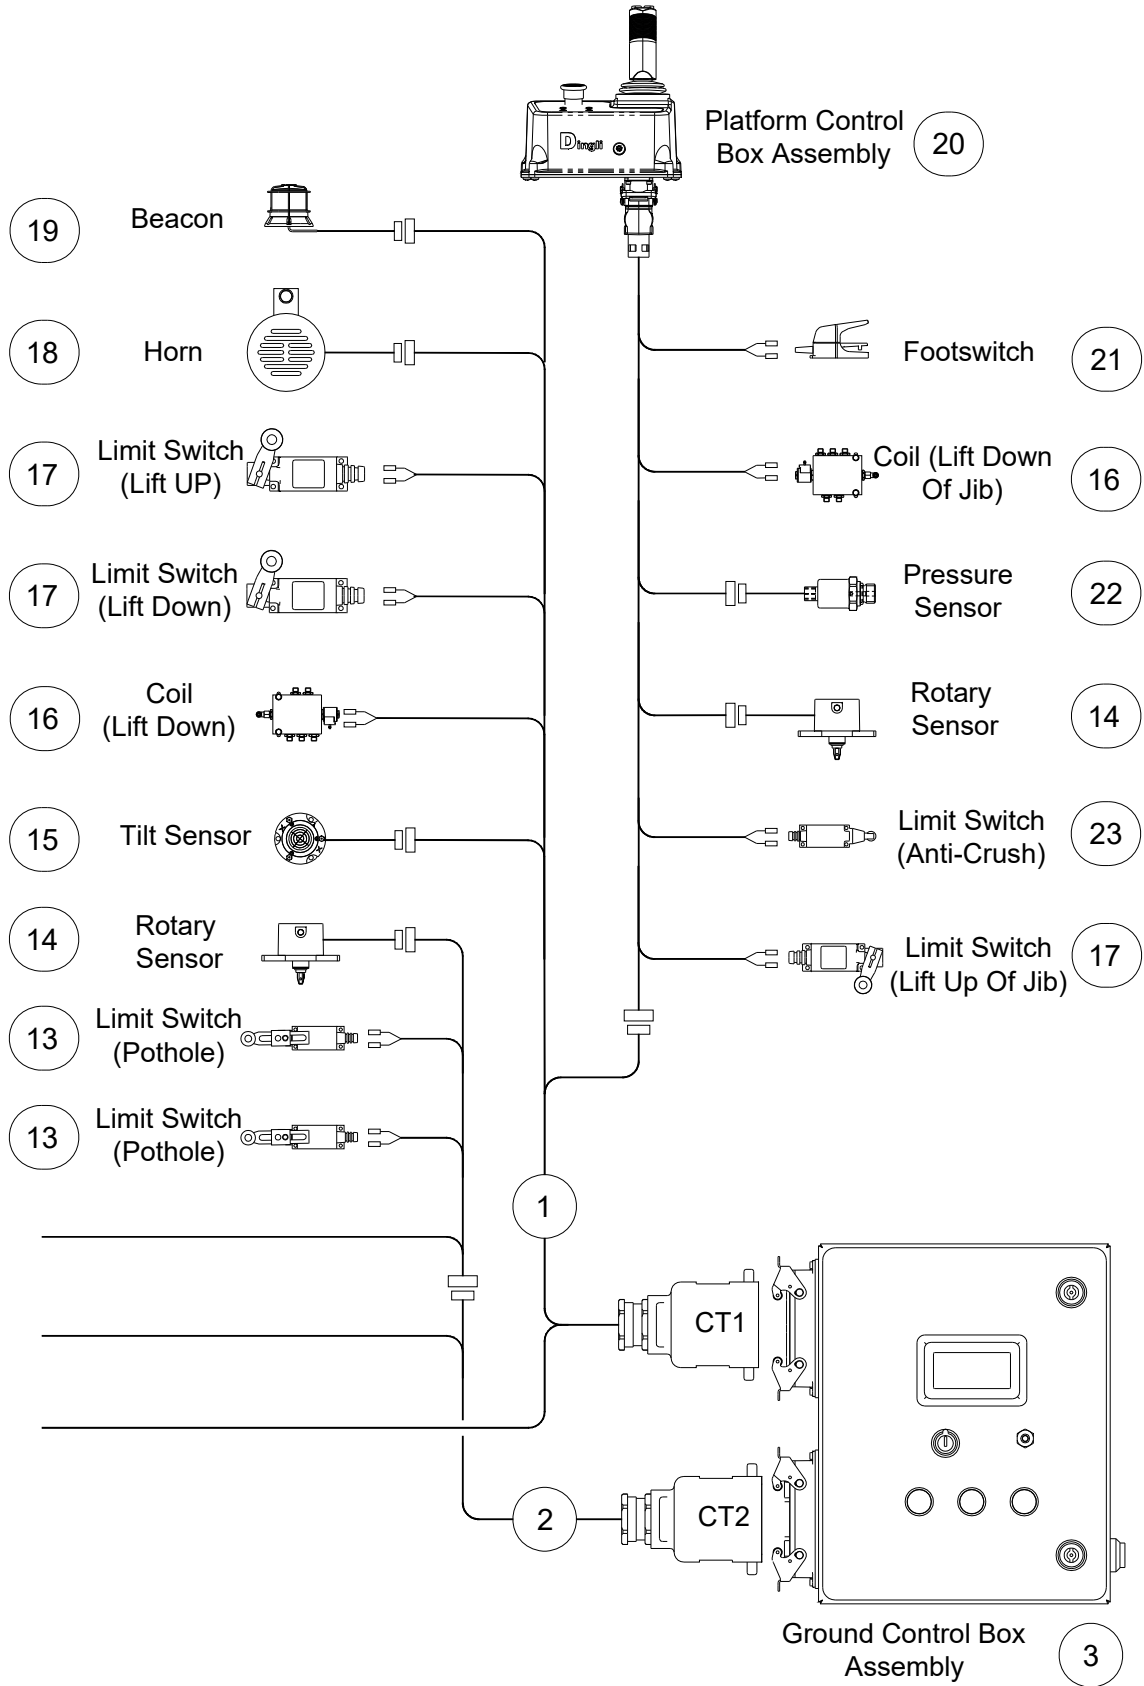 Platform Control
Box Assembly
20
Dingli
19
Beacon
18
Horn
Footswitch
21
17
Limit Switch
(Lift UP)
Coil (Lift Down
Of Jib)
16
17
Limit Switch
(Lift Down)
Pressure
Sensor
22
16
Coil
(Lift Down)
Rotary
Sensor
14
15
Tilt Sensor
Limit Switch
(Anti-Crush)
23
14
Rotary
Sensor
Limit Switch
(Lift Up Of Jib)
17
13
Limit Switch
(Pothole)
13
Limit Switch
(Pothole)
1
CT1
2
CT2
Ground Control Box
Assembly
3